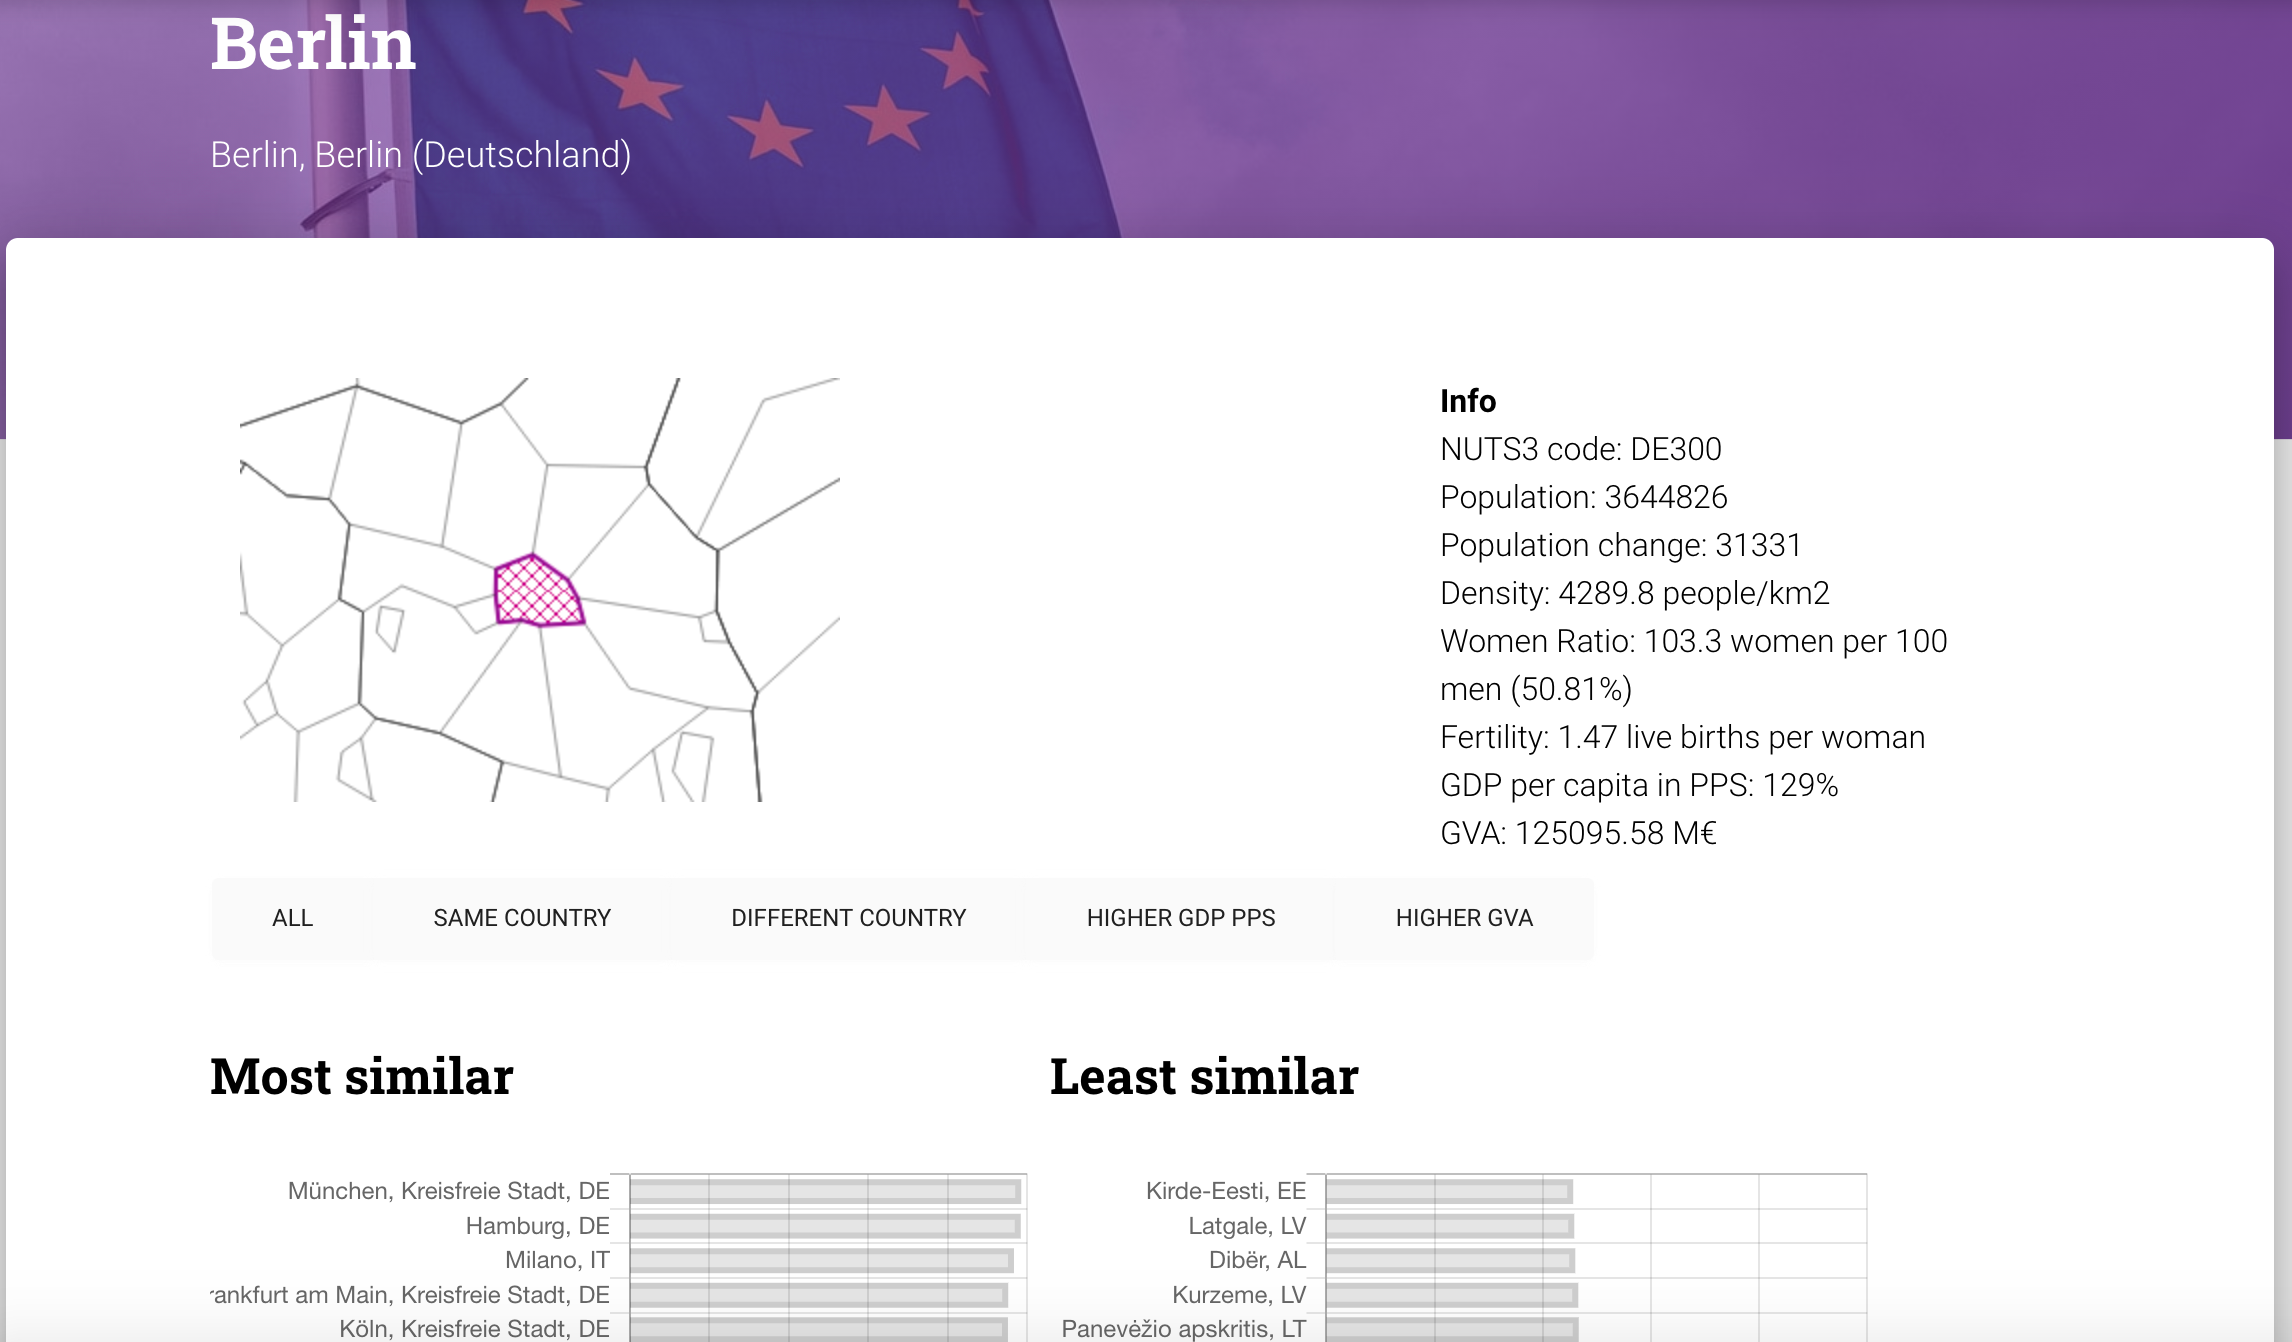 Berlin
Berlin, Berlin (Deutschland)
Info
NUTS3 code: DE300
Population: 3644826
Population change: 31331
Density: 4289.8 people/km2
Women Ratio: 103.3 women per 100
men (50.81%)
Fertility: 1.47 live births per woman
GDP per capita in PPS: 129%
GVA: 125095.58 M€
ALL
SAME COUNTRY
DIFFERENT COUNTRY
HIGHER GDP PPS
HIGHER GVA
Most similar
München, Kreisfreie Stadt, DE
Hamburg, DE
Milano, IT
rankfurt am Main, Kreisfreie Stadt, DE
Köln, Kreisfreie Stadt, DE
Least similar
Kirde-Eesti, EE
Latgale, LV
Dibër, AL
Kurzeme, LV
Panevėžio apskritis, LT